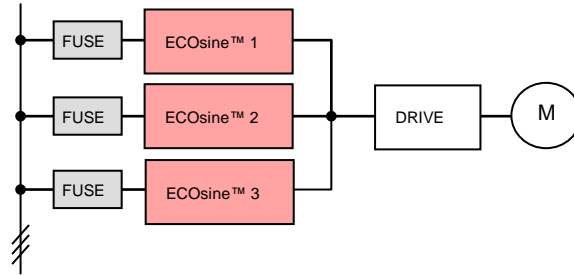 FUSE
ECOsine™ 1
FUSE
ECOsine™ 2
DRIVE
M
FUSE
ECOsine™ 3